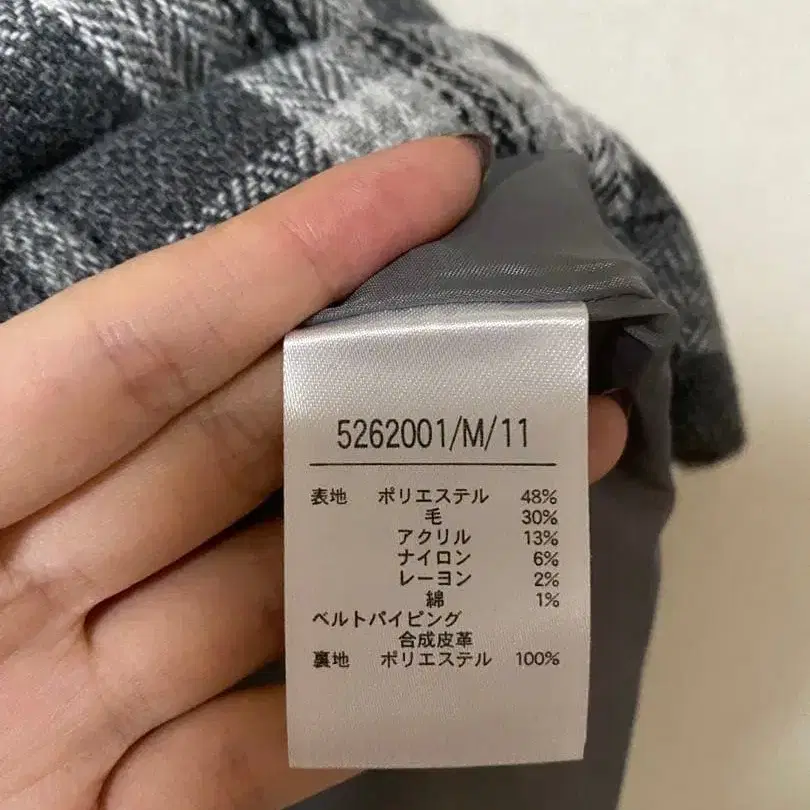 5262001/M/11
表地 ポリエステル 48%
毛 30%
アクリル 13%
ナイロン 6%
レーヨン 2%
綿 1%
ベルトパイピング
合成皮革
裏地 ポリエステル 100%